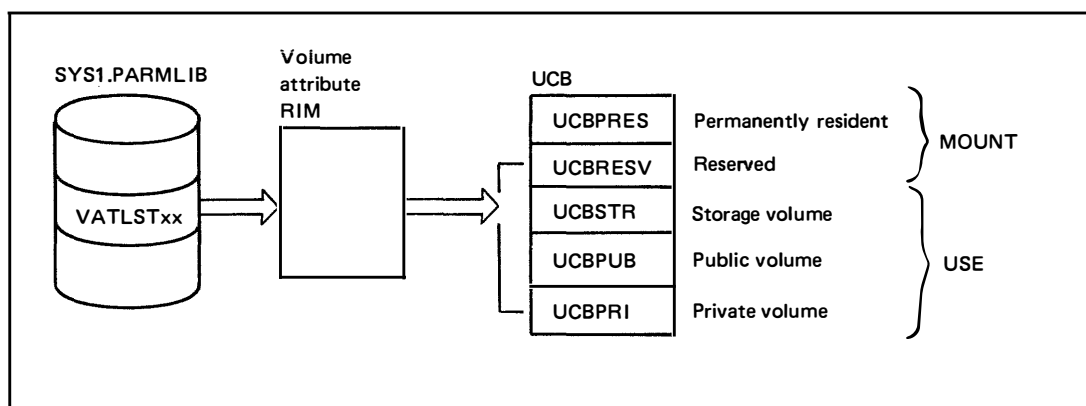 SYS1.PARMLIB
VATLSTxx
Volume
attribute
RIM
UCB
UCBPRES Permanently resident
UCBRESV Reserved
MOUNT
UCBSTR Storage volume
UCBPUB Public volume
UCBPRI Private volume
USE